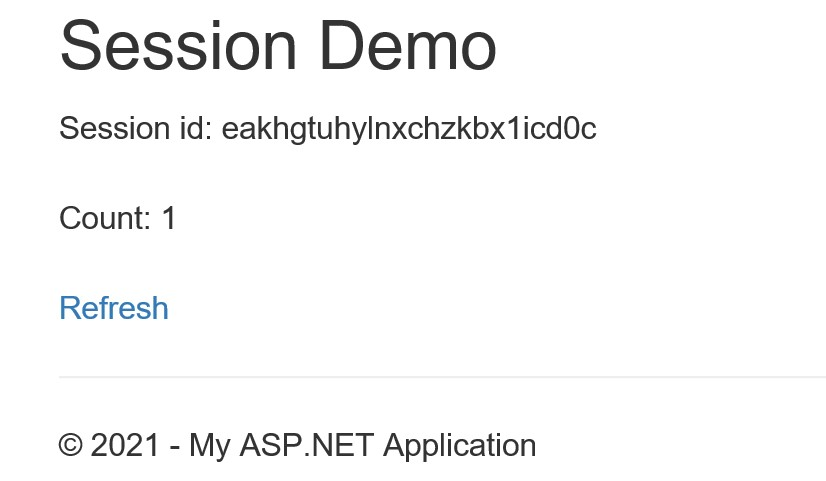 Session Demo
Session id: eakhgtuhylnxchzkbx1icd0c
Count: 1
Refresh
© 2021 - My ASP.NET Application